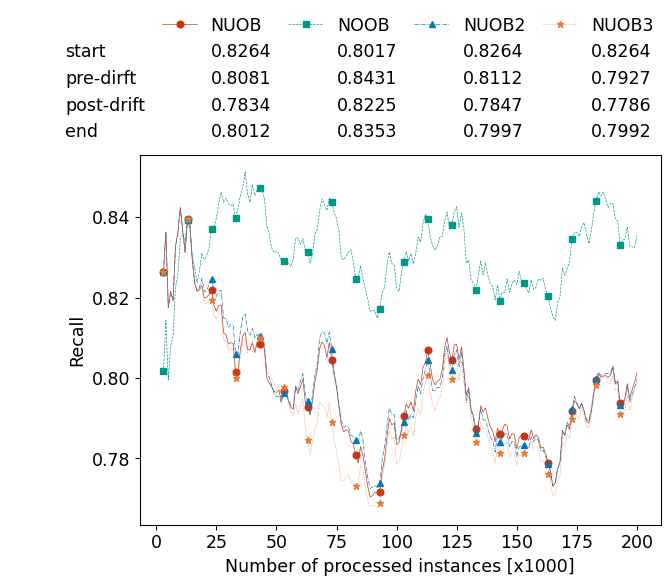 NUOB NOOB NUOB2 NUOB3
start 0.8264 0.8017 0.8264 0.8264
pre-dirft 0.8081 0.8431 0.8112 0.7927
post-drift 0.7834 0.8225 0.7847 0.7786
end 0.8012 0.8353 0.7997 0.7992
0.84
0.82
0.80
0.78
Recall
0 25 50 75 100 125 150 175 200
Number of processed instances [x1000]